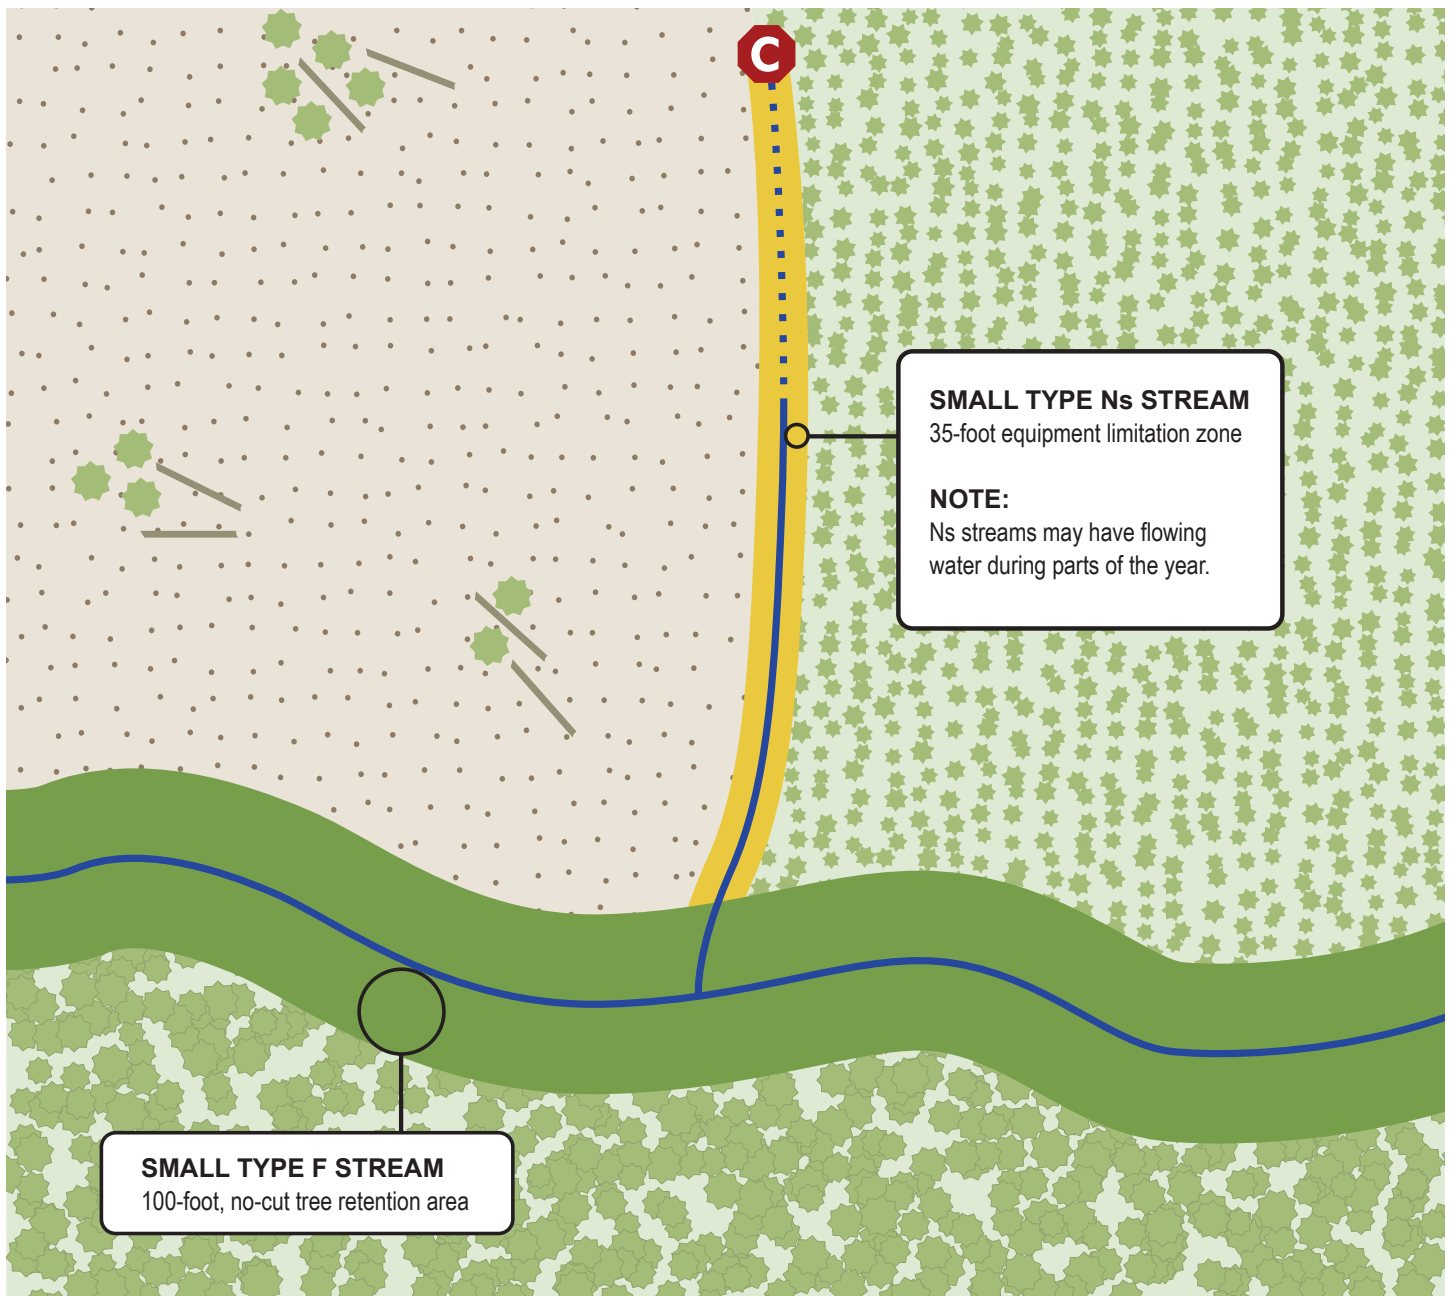 C
SMALL TYPE Ns STREAM
35-foot equipment limitation zone
NOTE:
Ns streams may have flowing
water during parts of the year.
SMALL TYPE F STREAM
100-foot, no-cut tree retention area